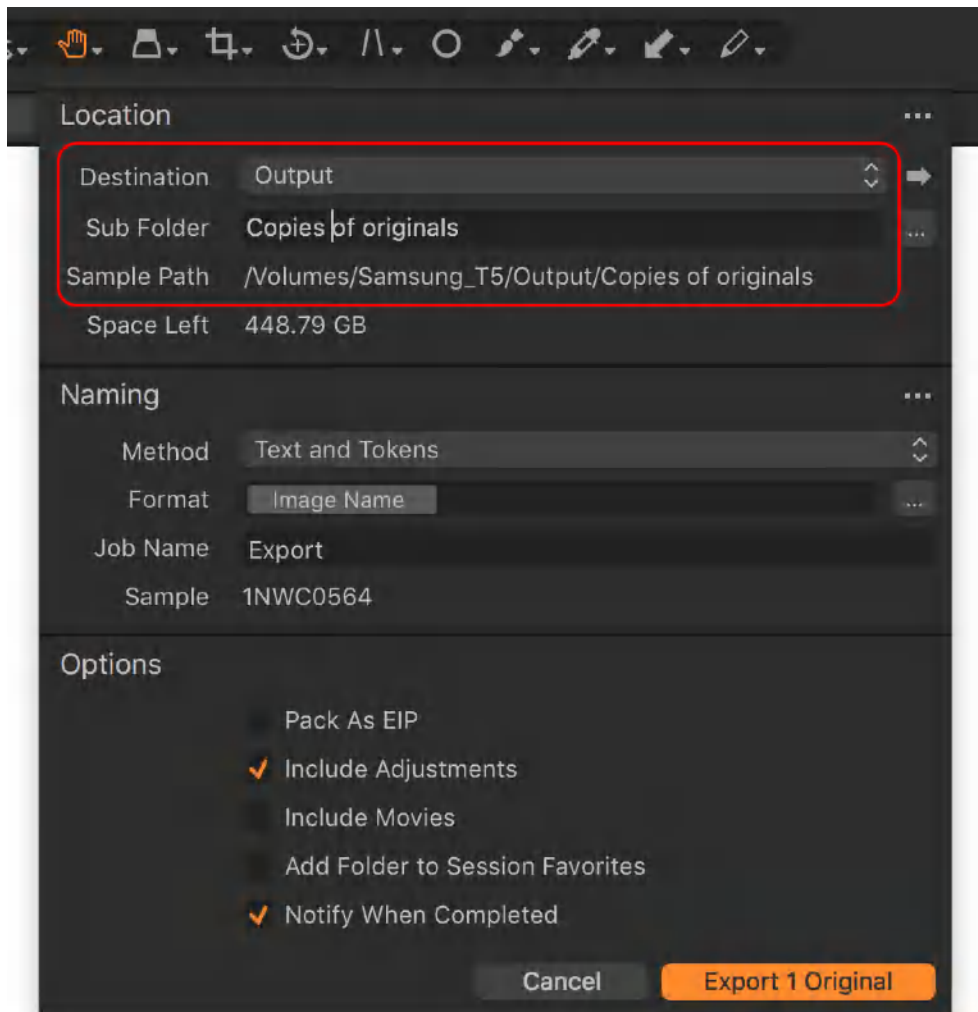 Location
Destination Output
Sub Folder Copies of originals
Sample Path /Volumes/Samsung_T5/Output/Copies of originals
Space Left 448.79 GB
Naming
Method Text and Tokens
Format Image Name
Job Name Export
Sample 1NWC0564
Options
Pack As EIP
Include Adjustments
Include Movies
Add Folder to Session Favorites
Notify When Completed
Cancel Export 1 Original